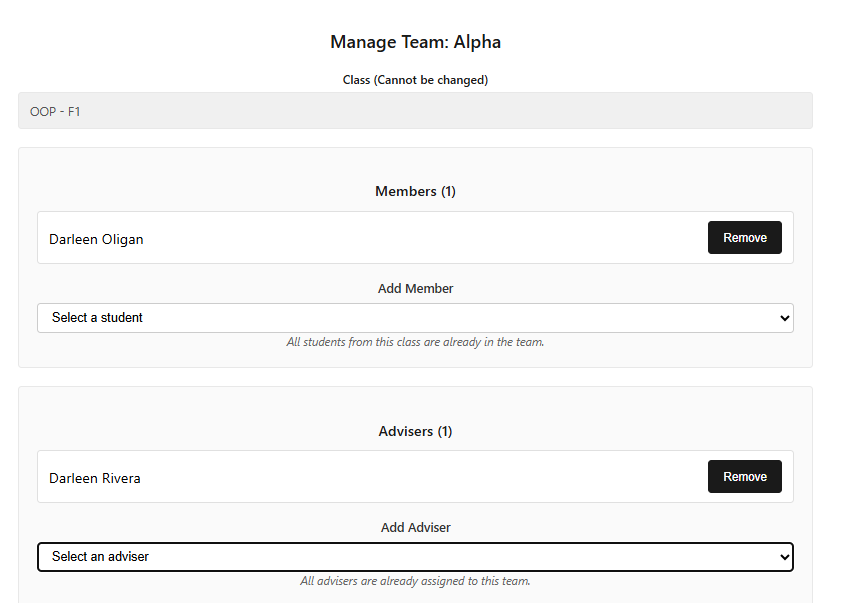 Manage Team: Alpha
Class (Cannot be changed)
OOP - F1
Members (1)
Darleen Oligan
Remove
Add Member
Select a student
All students from this class are already in the team.
Advisers (1)
Darleen Rivera
Remove
Add Adviser
Select an adviser
All advisers are already assigned to this team.